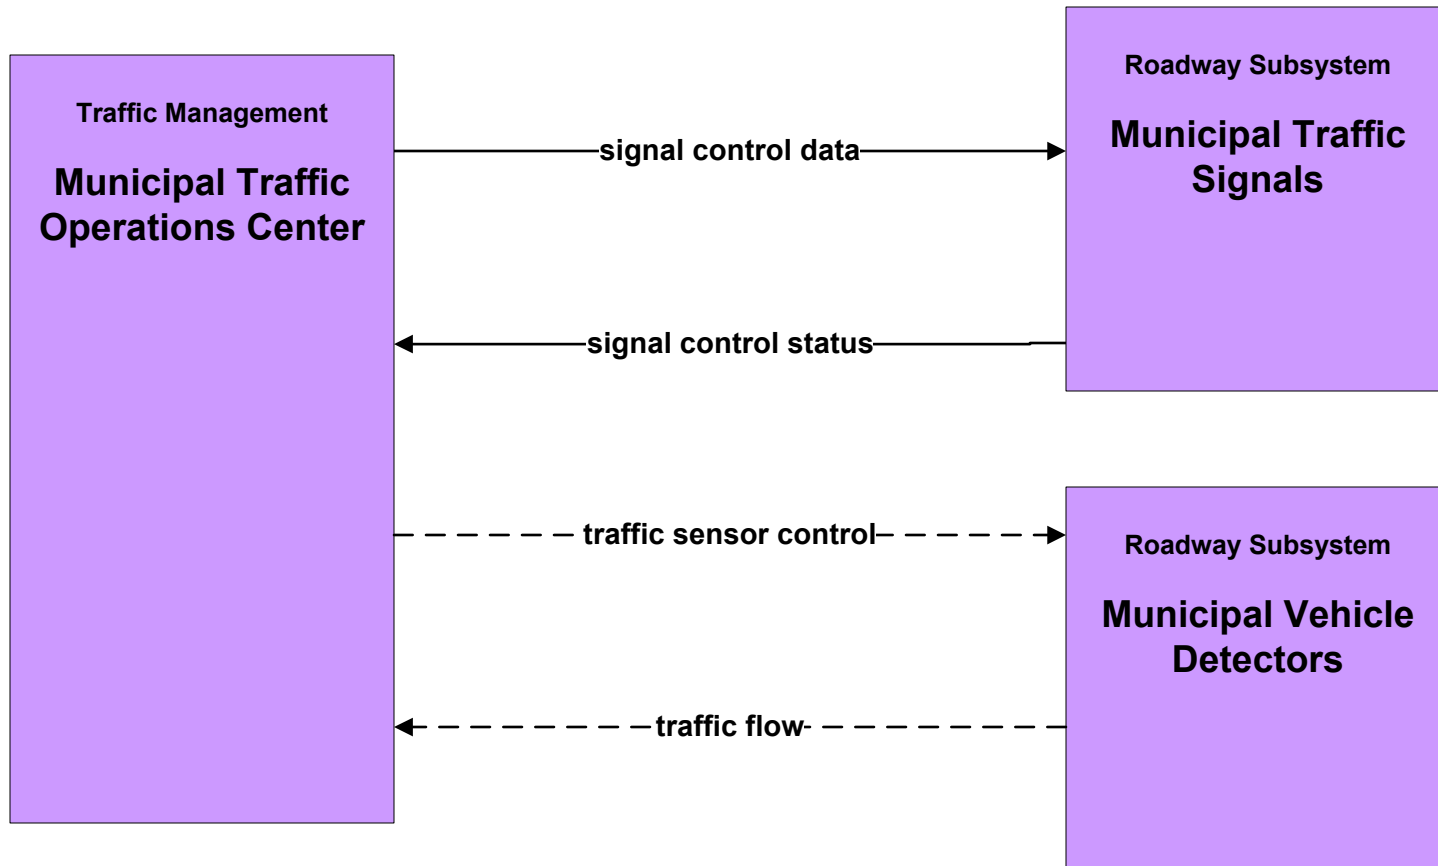 Traffic Management
Municipal Traffic
Operations Center
signal control data
signal control status
traffic sensor control
traffic flow
Roadway Subsystem
Municipal Traffic
Signals
Roadway Subsystem
Municipal Vehicle
Detectors